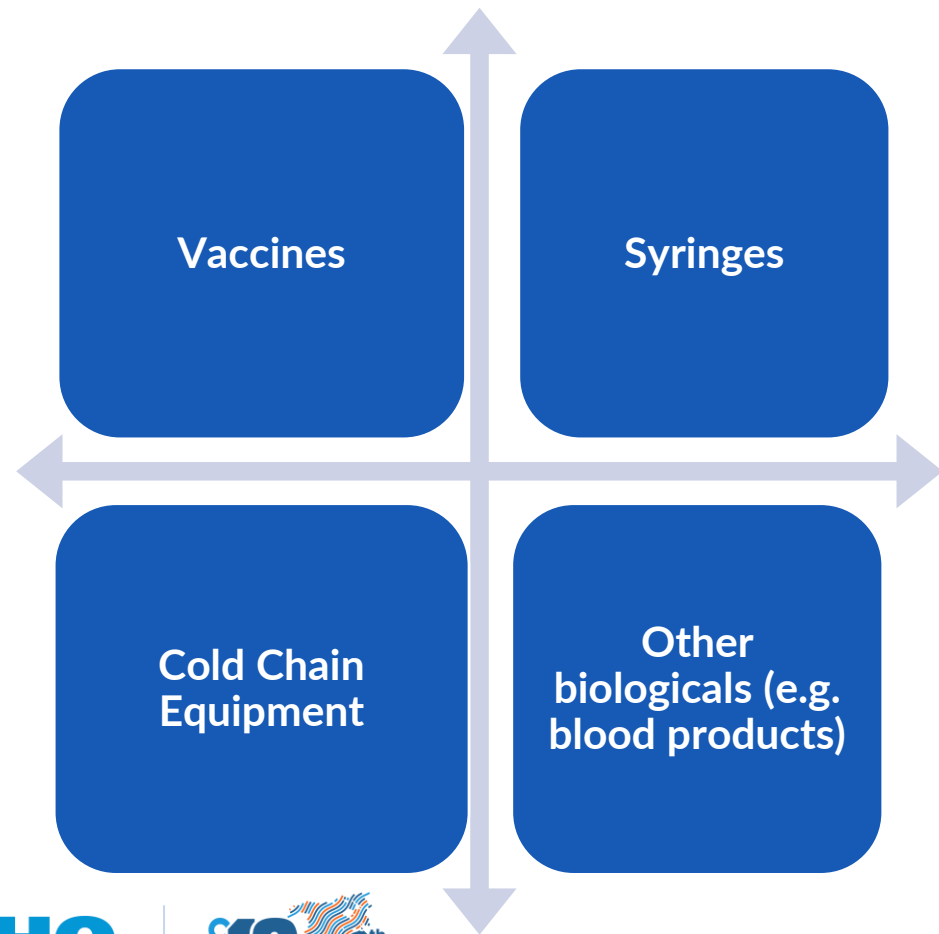 Vaccines
Syringes
Cold Chain
Equipment
Other
biologicals (e.g.
blood products)